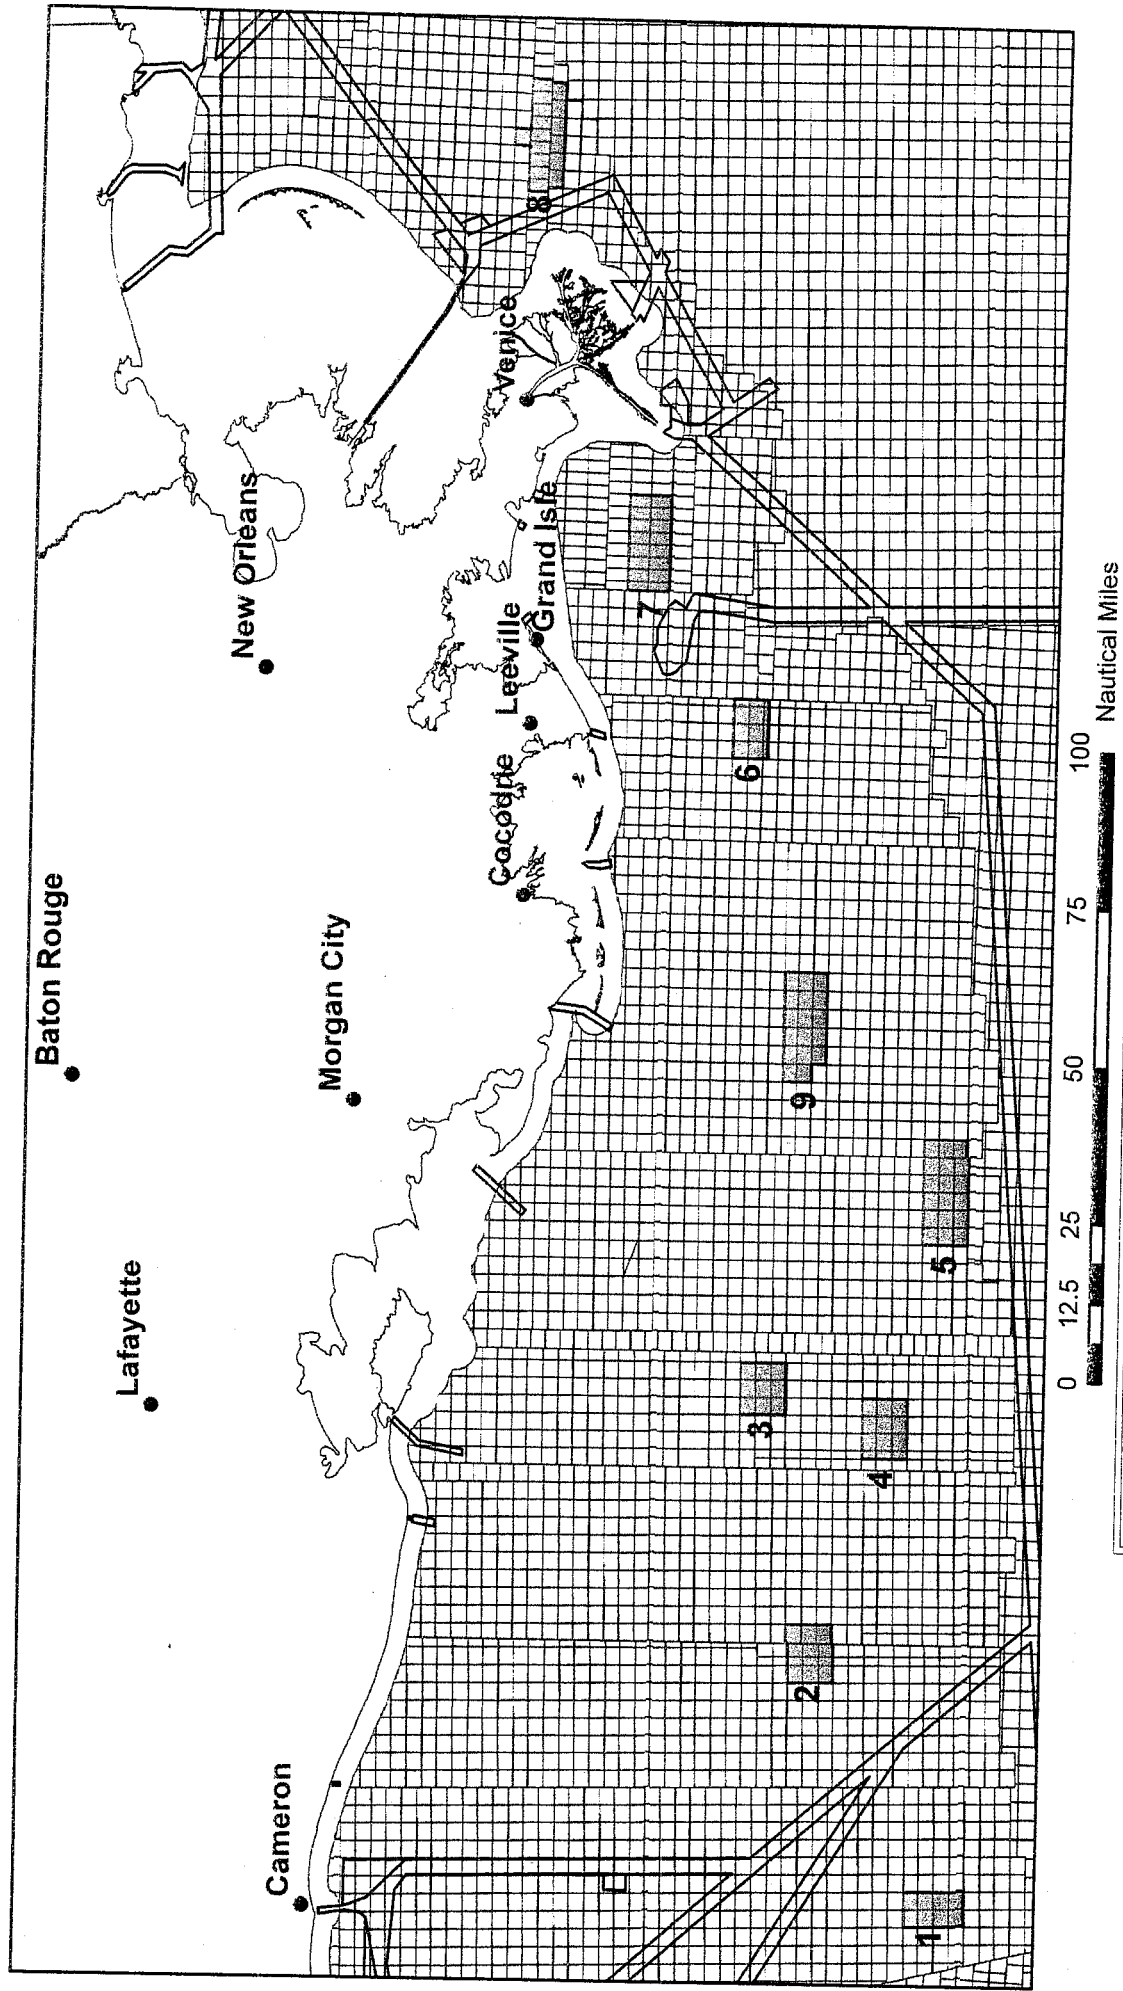 Baton Rouge
Lafayette
New Orleans
Morgan City
Cameron
Venice
Grand Isle
Leeville
Cocodrie
8
7
6
9
3
2
4
5
1
0 12.5 25 50 75 100
Nautical Miles